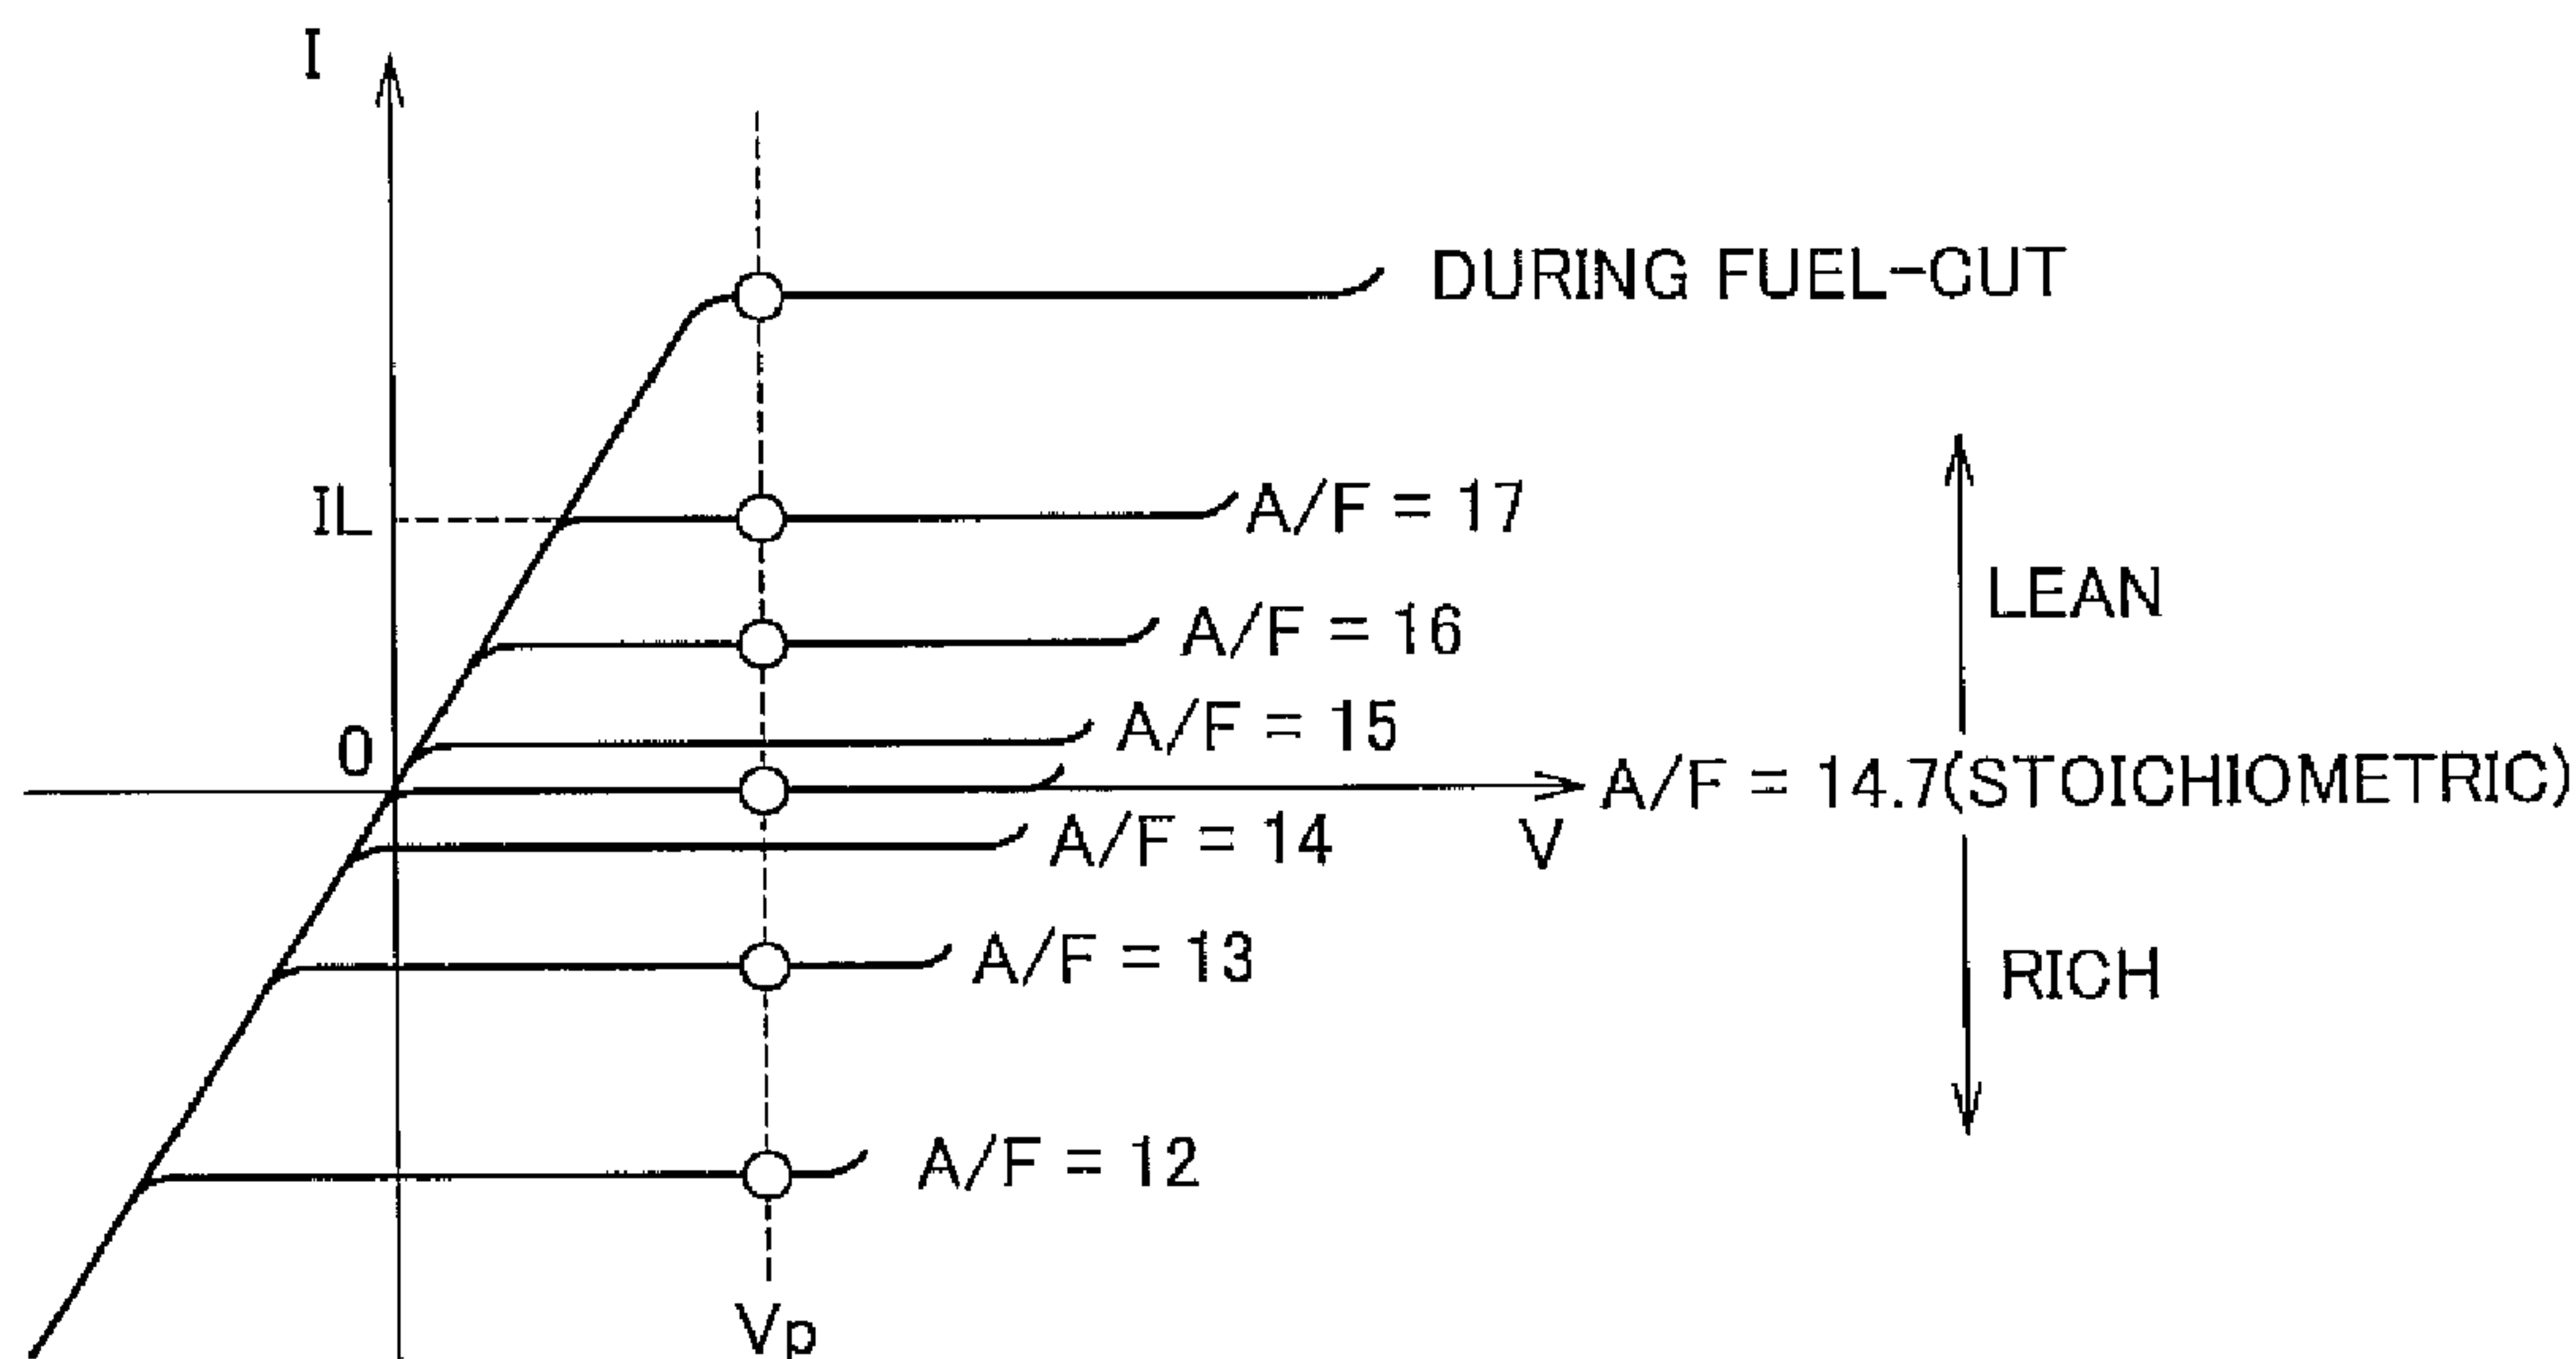 I
DURING FUEL-CUT
IL
A/F = 17
LEAN
A/F = 16
A/F = 15
0
A/F = 14.7(STOICHIOMETRIC)
V
A/F = 14
A/F = 13
RICH
A/F = 12
Vp